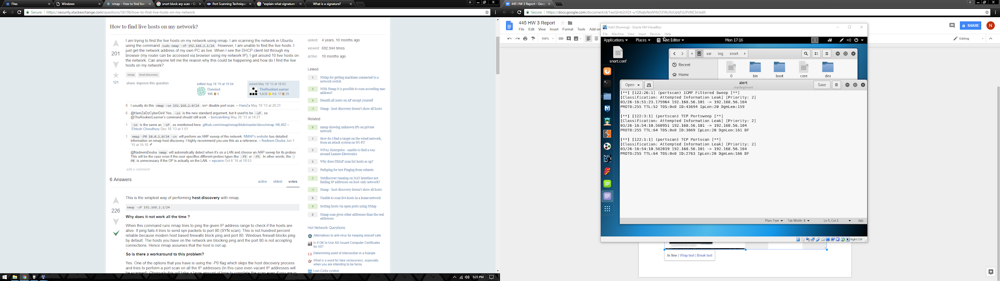 Files
Windows
nmap - How to find live
snort block arp scan - Go
Port Scanning Technique
"explain what signature
What is a signature?
Secure
https://security.stackexchange.com/questions/36198/how-to-find-live-hosts-on-my-network
How to find live hosts on my network?
201
I am trying to find the live hosts on my network using nmap. I am scanning the network in Ubuntu
using the command sudo nmap -sP 192.168.2.1/24 . However, I am unable to find the live hosts. I
just get the network address of my own PC as live. When I see the DHCP client list through my
browser (my router can be accessed via browser using my network IP), I get around 10 live hosts on
the network. Can anyone tell me the reason why this could be happening and how do I find the live
hosts on my network?
121
nmap host-discovery
share improve this question
edited Aug 18 '15 at 15:54
Donnied
105 5
asked May 19 '13 at 18:03
TheRookierLearner
1,632 4 17 25
8 I usually do this nmap -sn 192.168.2.0/24 , sn= disable port scan. – HamZa May 19 '13 at 20:21
6 @HamZaDzCyberDeV Yes, -sn is the new standard argument, but it used to be -sP, so
@TheRookierLearner's command should still work. – bonsaiviking May 20 '13 at 14:21
1 -sn is the same as -sP, as mentioned here: github.com/nmap/nmap/blob/master/docs/nmap.1#L402 –
Ehtesh Choudhury Dec 18 '13 at 1:51
1 nmap -PR 10.0.1.0/24 -sn will perform an ARP sweep of the network. NMAP's website has detailed
information on nmap host discovery. I highly recommend you use this as a reference. – Nadeem Douba Jun 1
'15 at 15:10
@NadeemDouba nmap will automatically detect when it's on a LAN and choose an ARP sweep for its probes.
This will be the case even if the user specifies different probes types like -PE or -PS. In other words, the -
PR is unnecessary if the OP is actually on the LAN. – wpcarro Oct 6 '16 at 18:53
add a comment
6 Answers
active oldest votes
226
This is the simplest way of performing host discovery with nmap.
nmap -sP 192.168.2.1/24
Why does it not work all the time ?
When this command runs nmap tries to ping the given IP address range to check if the hosts are
alive. If ping fails it tries to send syn packets to port 80 (SYN scan). This is not hundred percent
reliable because modern host based firewalls block ping and port 80. Windows firewall blocks ping
by default. The hosts you have on the network are blocking ping and the port 80 is not accepting
connections. Hence nmap assumes that the host is not up.
So is there a workaround to this problem?
Yes. One of the options that you have is using the -P0 flag which skips the host discovery process
and tries to perform a port scan on all the IP addresses (In this case even vacant IP addresses will
be scanned). Obviously this will take a large amount of time to complete the scan even if you are in
asked 4 years, 10 months ago
viewed 692,944 times
active 10 months ago
Linked
1 NMap for getting machines connected to a
network switch
3 With Nmap it is possible to scan according mac
address?
4 Deauth all users on AP except yourself
-1 Nmap - host discovery doesn't show all hosts
Related
9 nmap showing unknown IPs on private
network
1 How do I find a target on the wired network,
from an attack system on Wi-Fi?
2 WPA2-Enterprise - unable to find a way
around Lanner Electronics
5 Why does NMAP scan list hosts as up?
1 Pathping for test Pinging from subnets
2 Netdiscover running on NAT interface not
finding IP addresses on host-only network?
-1 Nmap - host discovery doesn't show all hosts
0 Unable to scan live hosts in a home network
4 Sorting hosts via open ports using NMap
0 Nmap scan gives other addresses than the real
addresses
Hot Network Questions
Alternatives to anti-virus for keeping oneself safe
Is It OK to Use AD Issued Computer Certificates
for IIS?
Determining point of intersection in a triangle
What is a word for fake seriousness, especially
when you are intending to be funny
Levi-Civita symbol
5:23 PM
445 HW 3 Report - Goo
Secure
https://docs.google.com/document/d/1wsQmb2iJQ1-u1SNqtxNoNYbO3YKcXoUptjFLUPnNChI/edit
445 HW 3 Report
File Edit View Insert Format Tools Add-on
SHARE
N
100%
Editing
Kali3 [Running] - Oracle VM VirtualBox
File Machine View Input Devices Help
Applications Places Text Editor
Mon 17:16
1
snort.conf
var log snort
Recent
Home
0 bin boot core dev
Open
alert
/var/log/snort
Save
[**] [122:26:1] (portscan) ICMP Filtered Sweep [**]
[Classification: Attempted Information Leak] [Priority: 2]
03/26-16:51:23.175964 192.168.56.101 -> 192.168.56.104
PROTO:255 TTL:52 TOS:0x0 ID:43694 IpLen:20 DgmLen:159
[**] [122:3:1] (portscan) TCP Portsweep [**]
[Classification: Attempted Information Leak] [Priority: 2]
03/26-16:54:10.560951 192.168.56.101 -> 192.168.56.104
PROTO:255 TTL:64 TOS:0x0 ID:3069 IpLen:20 DgmLen:161 DF
[**] [122:1:1] (portscan) TCP Portscan [**]
[Classification: Attempted Information Leak] [Priority: 2]
03/26-16:54:10.562019 192.168.56.101 -> 192.168.56.104
PROTO:255 TTL:64 TOS:0x0 ID:2763 IpLen:20 DgmLen:166 DF
Plain Text Tab Width: 8 Ln 5, Col 1 INS
Right Ctrl
In line | Wrap text | Break text